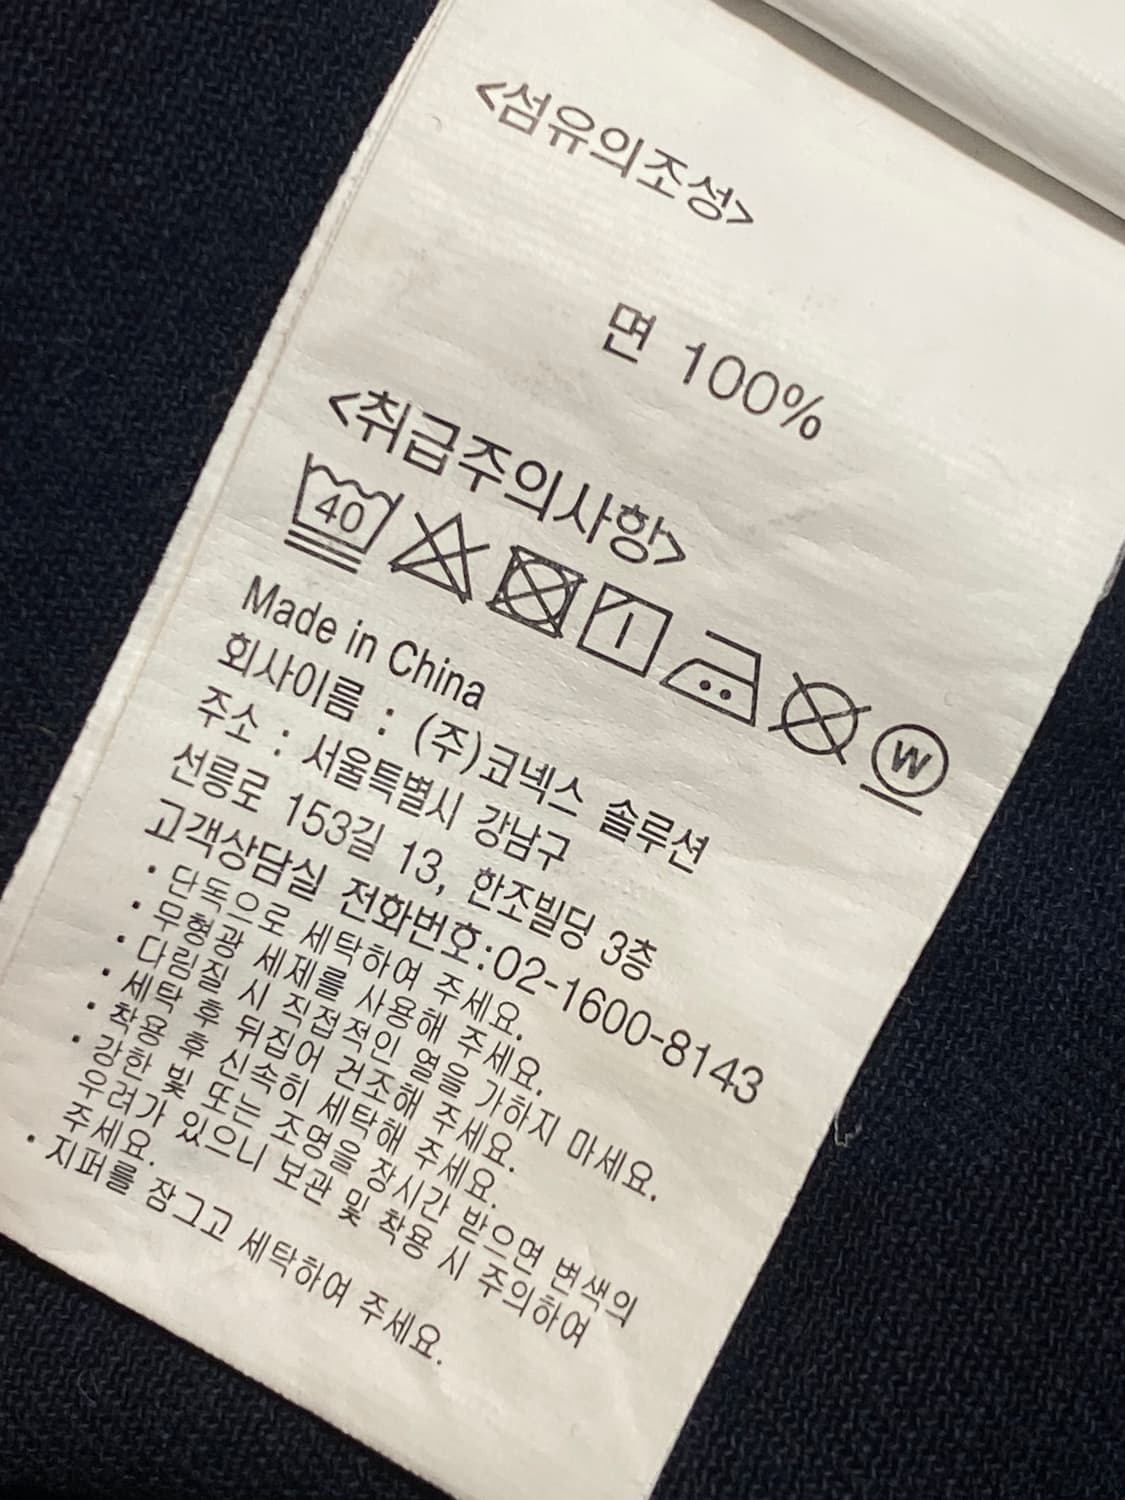 <섬유의조성>
면 100%
<취급주의사항>
40
W
Made in China
회사이름 : (주)코넥스 솔루션
주소 : 서울특별시 강남구
선릉로 153길 13, 한조빌딩 3층
고객상담실 전화번호:02-1600-8143
· 단독으로 세탁하여 주세요.
· 무형광 세제를 사용해 주세요.
· 다림질 시 직접적인 열을 가하지 마세요.
· 세탁 후 뒤집어 건조해 주세요.
· 착용 후 신속히 세탁해 주세요.
· 강한 빛 또는 조명을 장시간 받으면 변색의
우려가 있으니 보관 및 착용 시 주의하여
주세요.
· 지퍼를 잠그고 세탁하여 주세요.